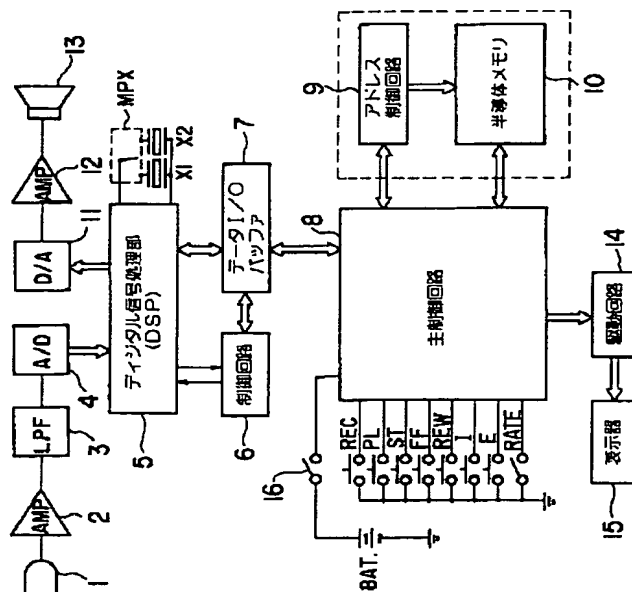 1
AMP
2
LPF
3
A/D
4
D/A
11
AMP
12
13
ディジタル信号処理部
(DSP)
5
MPX
X1
X2
制御回路
6
データI/O
バッファ
7
主制御回路
8
アドレス
制御回路
9
半導体メモリ
10
16
BAT.
REC
PL
ST
FF
REW
I
E
RATE
駆動回路
14
表示器
15